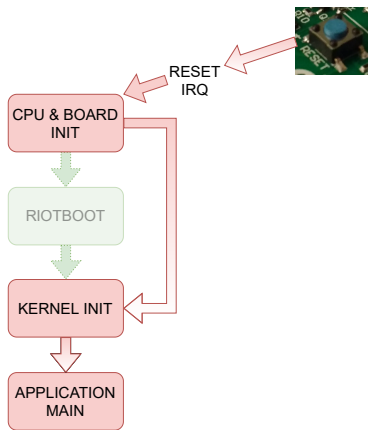 RESET
RESET
IRQ
CPU & BOARD
INIT
RIOTBOOT
KERNEL INIT
APPLICATION
MAIN